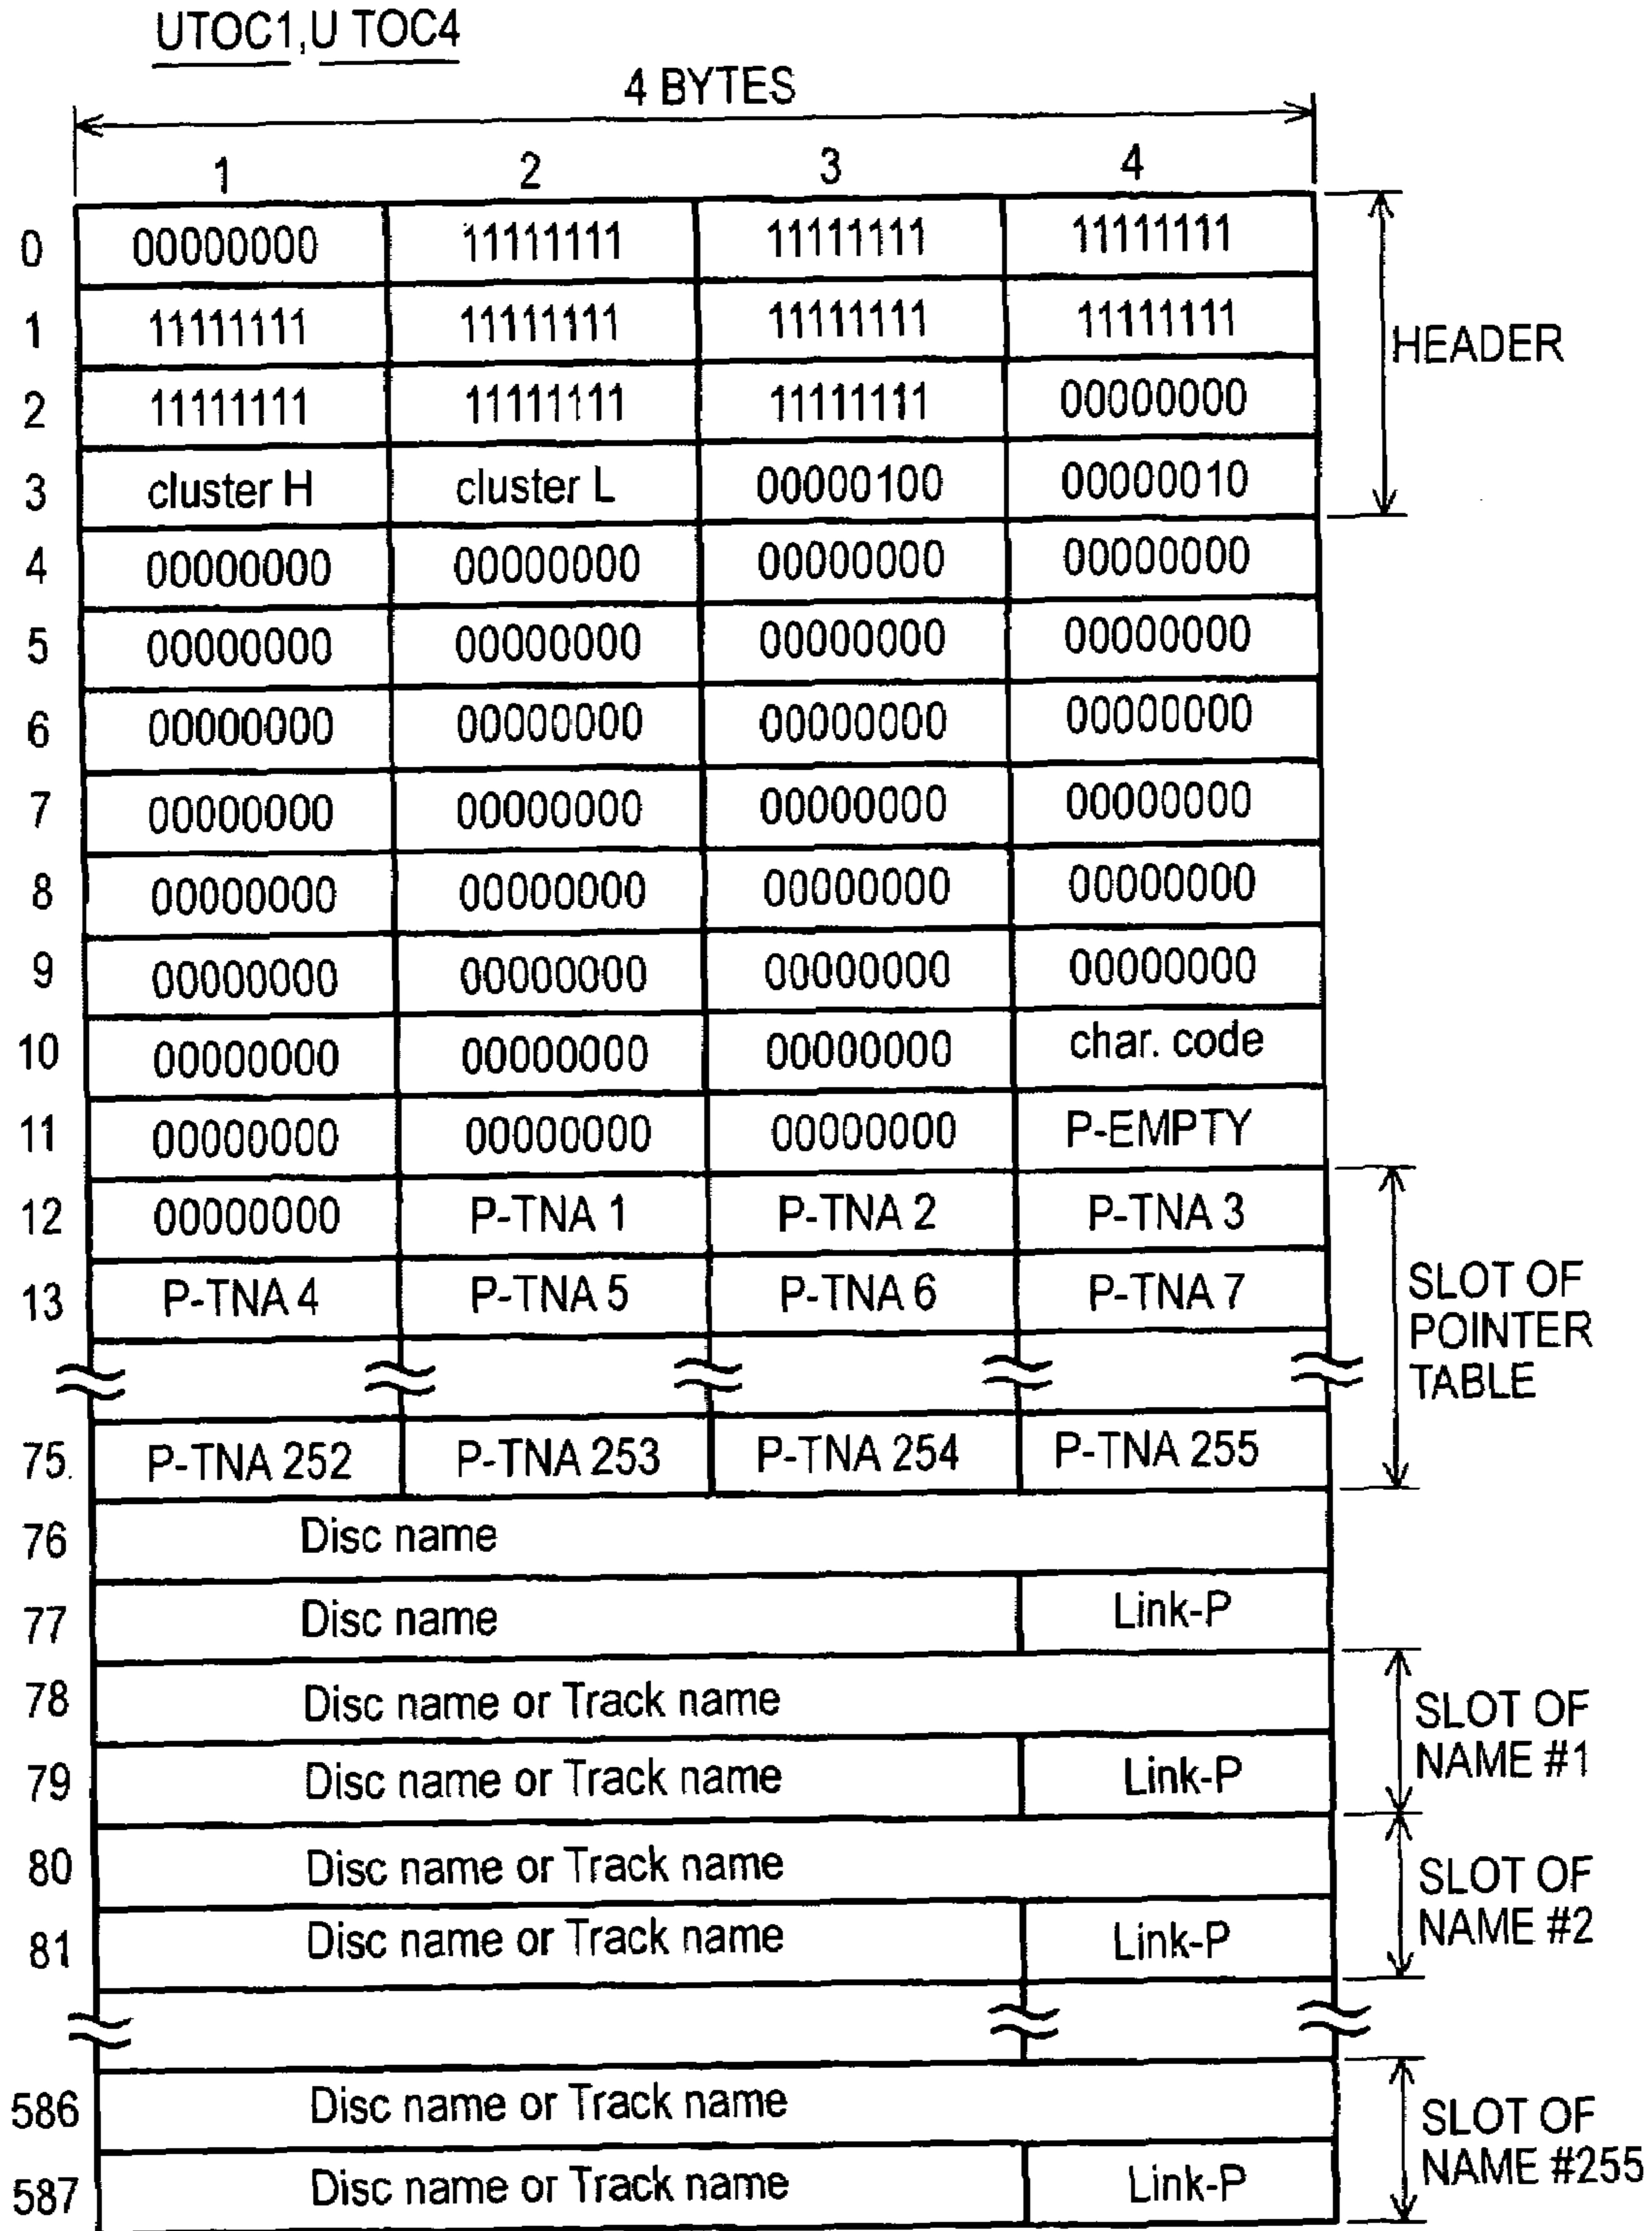 UTOC1,U TOC4
4 BYTES
1 2 3 4
0 00000000 11111111 11111111 11111111
1 11111111 11111111 11111111 11111111
HEADER
2 11111111 11111111 11111111 00000000
3 cluster H cluster L 00000100 00000010
4 00000000 00000000 00000000 00000000
5 00000000 00000000 00000000 00000000
6 00000000 00000000 00000000 00000000
7 00000000 00000000 00000000 00000000
8 00000000 00000000 00000000 00000000
9 00000000 00000000 00000000 00000000
10 00000000 00000000 00000000 char. code
11 00000000 00000000 00000000 P-EMPTY
12 00000000 P-TNA 1 P-TNA 2 P-TNA 3
13 P-TNA 4 P-TNA 5 P-TNA 6 P-TNA 7
SLOT OF
POINTER
TABLE
75 P-TNA 252 P-TNA 253 P-TNA 254 P-TNA 255
76 Disc name
77 Disc name Link-P
78 Disc name or Track name
79 Disc name or Track name Link-P
SLOT OF
NAME #1
80 Disc name or Track name
81 Disc name or Track name Link-P
SLOT OF
NAME #2
586 Disc name or Track name
587 Disc name or Track name Link-P
SLOT OF
NAME #255